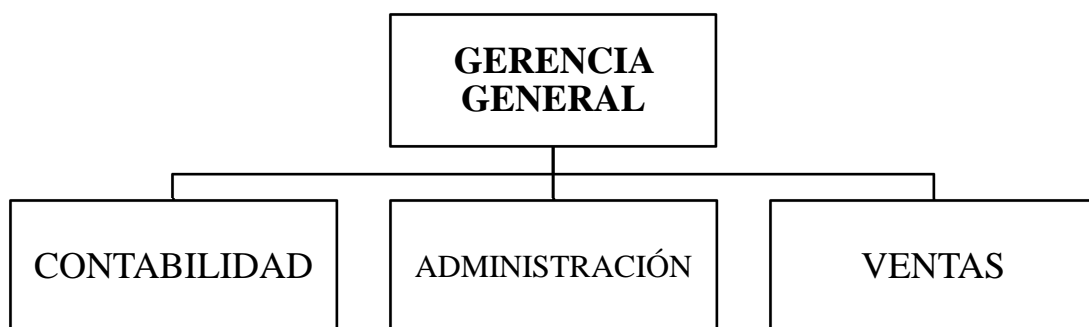 GERENCIA
GENERAL
CONTABILIDAD
ADMINISTRACIÓN
VENTAS